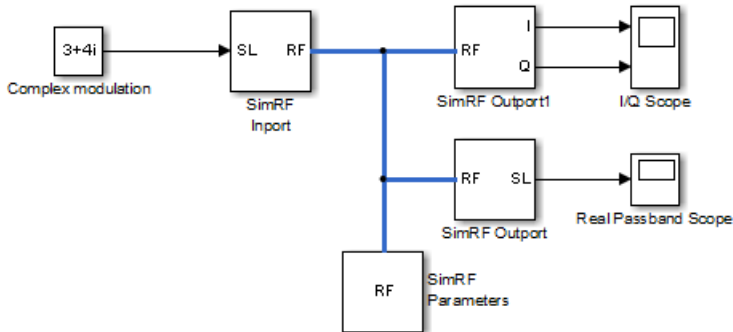 3+4i
Complex modulation
SL RF
SimRF
Inport
RF I
Q
SimRF Outport1
I/Q Scope
RF SL
SimRF Outport
Real Passband Scope
RF
SimRF
Parameters